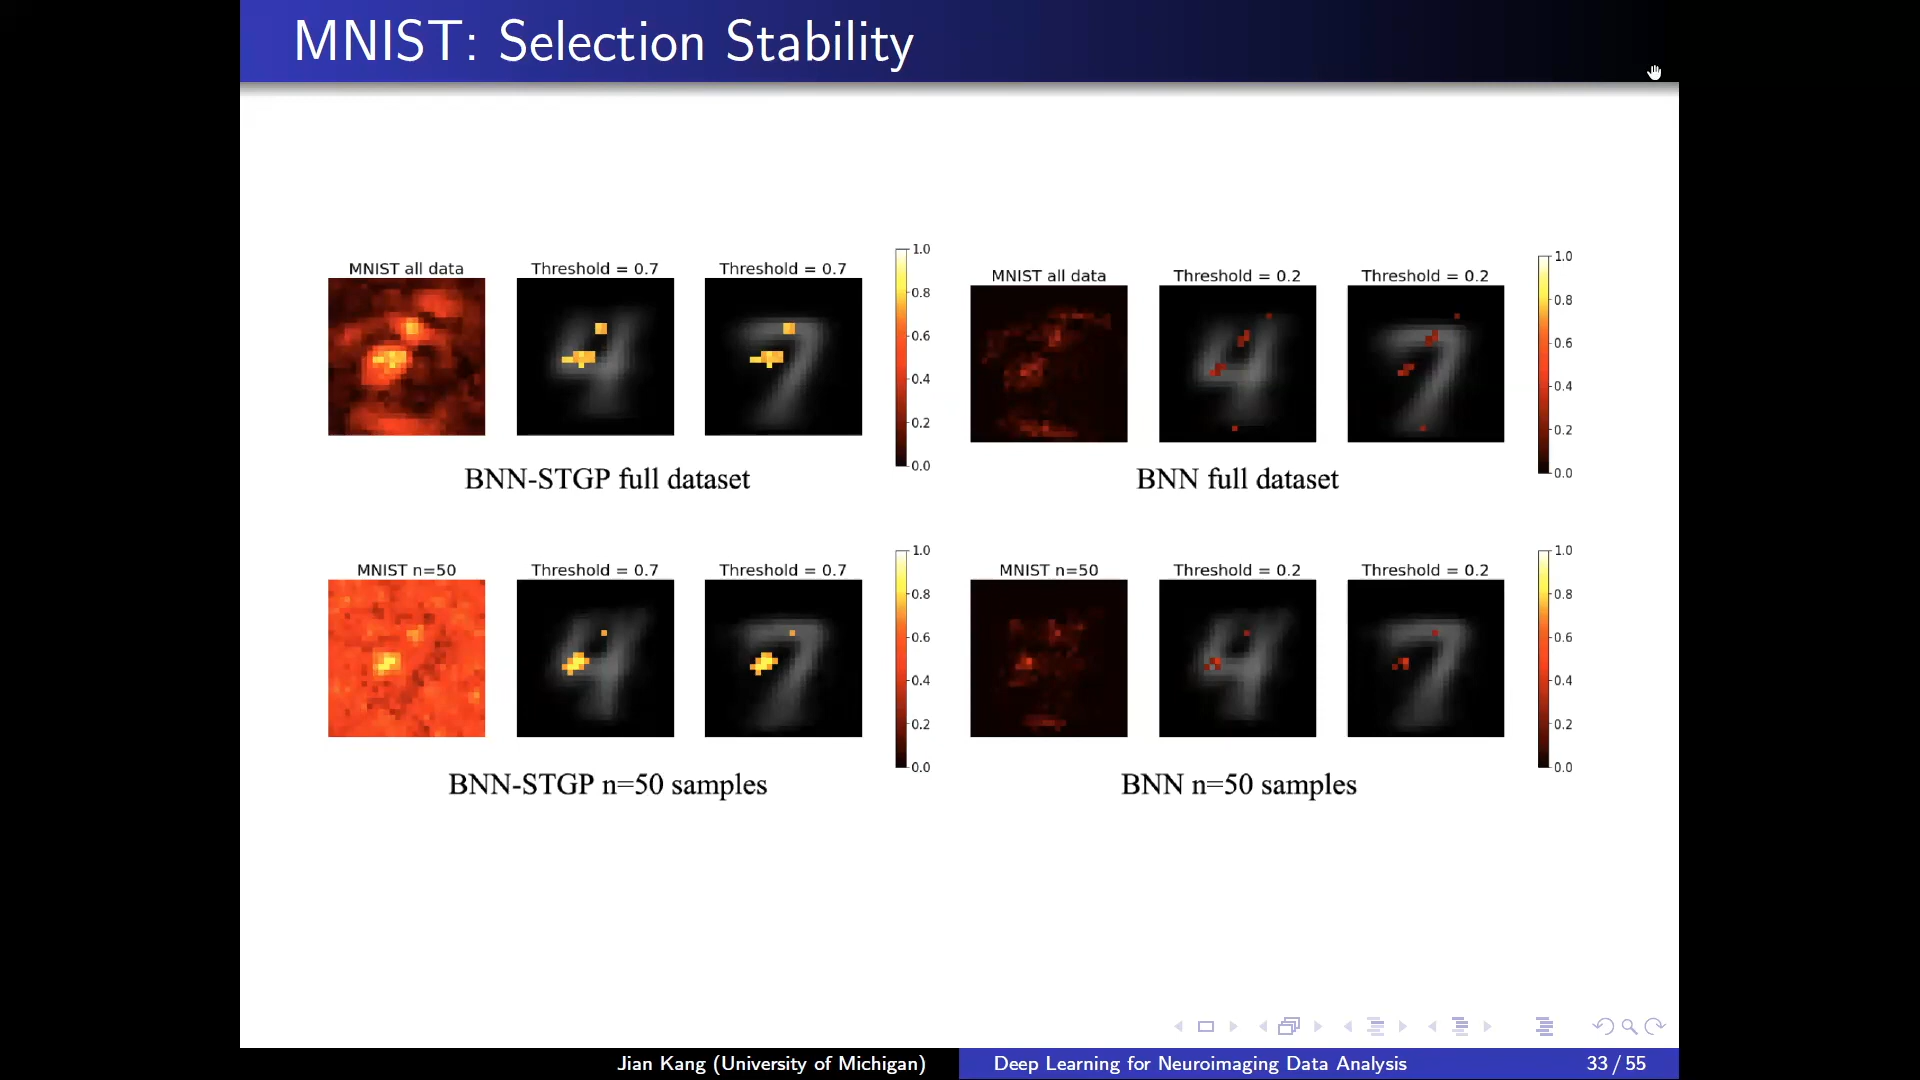 MNIST: Selection Stability
MNIST all data
Threshold = 0.7
Threshold = 0.7
1.0
0.8
0.6
0.4
0.2
0.0
BNN-STGP full dataset
MNIST all data
Threshold = 0.2
Threshold = 0.2
1.0
0.8
0.6
0.4
0.2
0.0
BNN full dataset
MNIST n=50
Threshold = 0.7
Threshold = 0.7
1.0
0.8
0.6
0.4
0.2
0.0
BNN-STGP n=50 samples
MNIST n=50
Threshold = 0.2
Threshold = 0.2
1.0
0.8
0.6
0.4
0.2
0.0
BNN n=50 samples
Jian Kang (University of Michigan)
Deep Learning for Neuroimaging Data Analysis
33 / 55